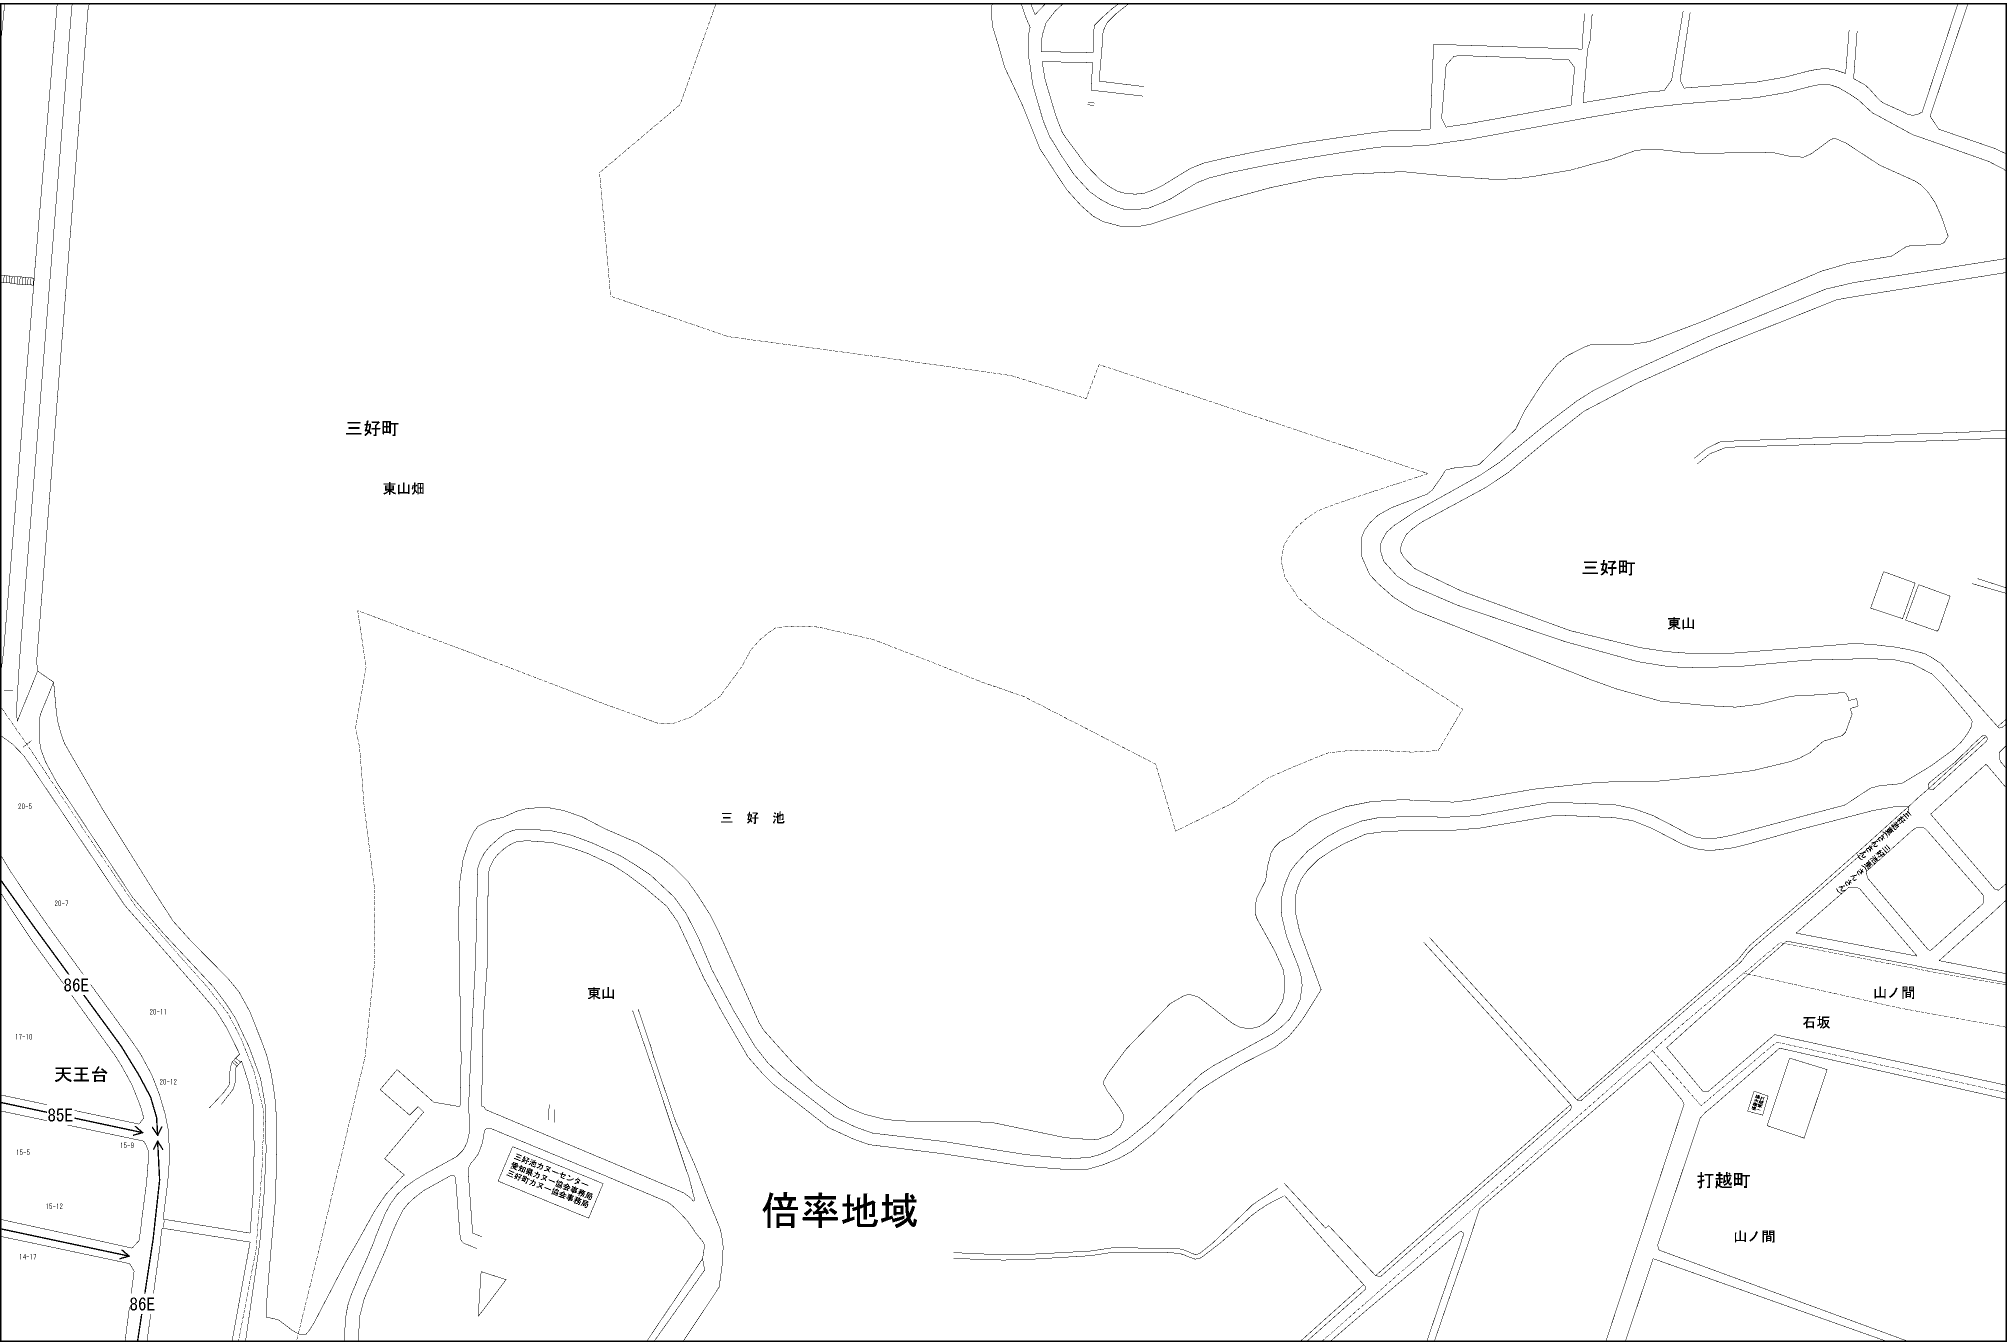 三好町
東山畑
三好町
東山
20-5
三 好 池
20-7
86E
東山
山ノ間
20-11
石坂
17-10
天王台
20-12
85E
15-9
15-5
三好池カヌーセンター
愛知県カヌー協会事務局
三好町カヌー協会事務局
打越町
15-12
倍率地域
山ノ間
14-17
86E